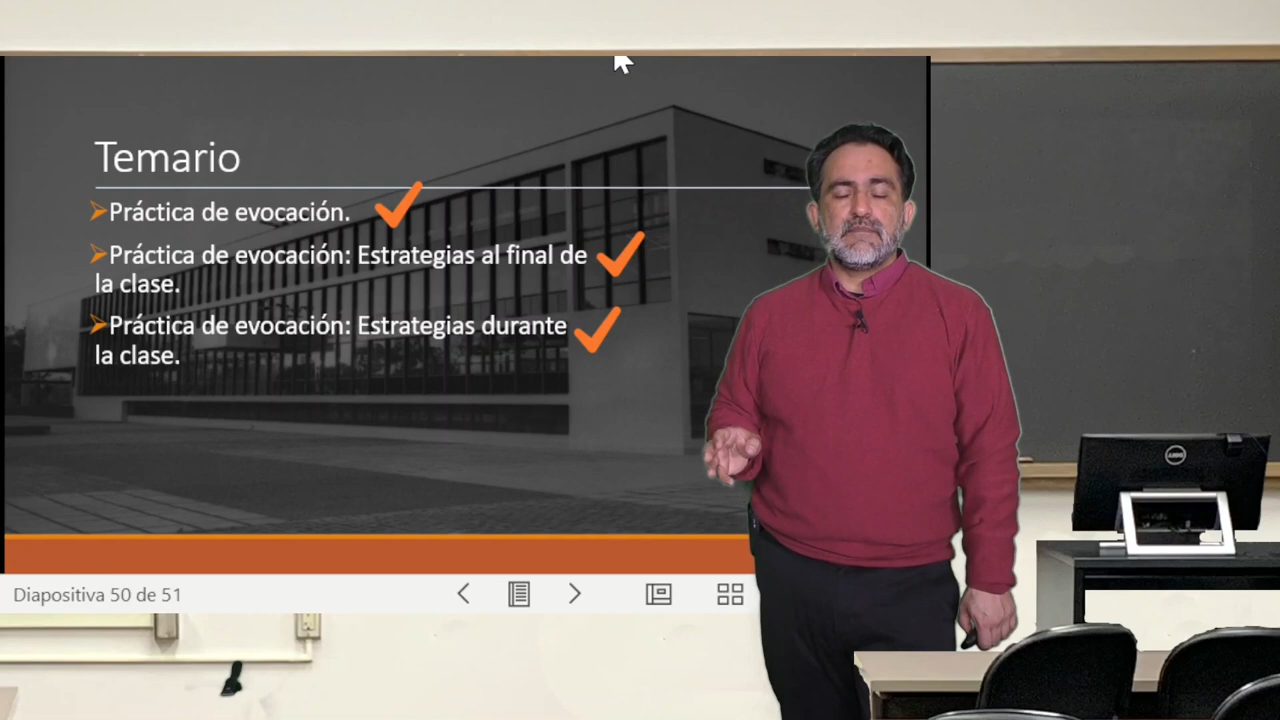 Temario
Práctica de evocación.
Práctica de evocación: Estrategias al final de
la clase.
Práctica de evocación: Estrategias durante
la clase.
Diapositiva 50 de 51
DELL